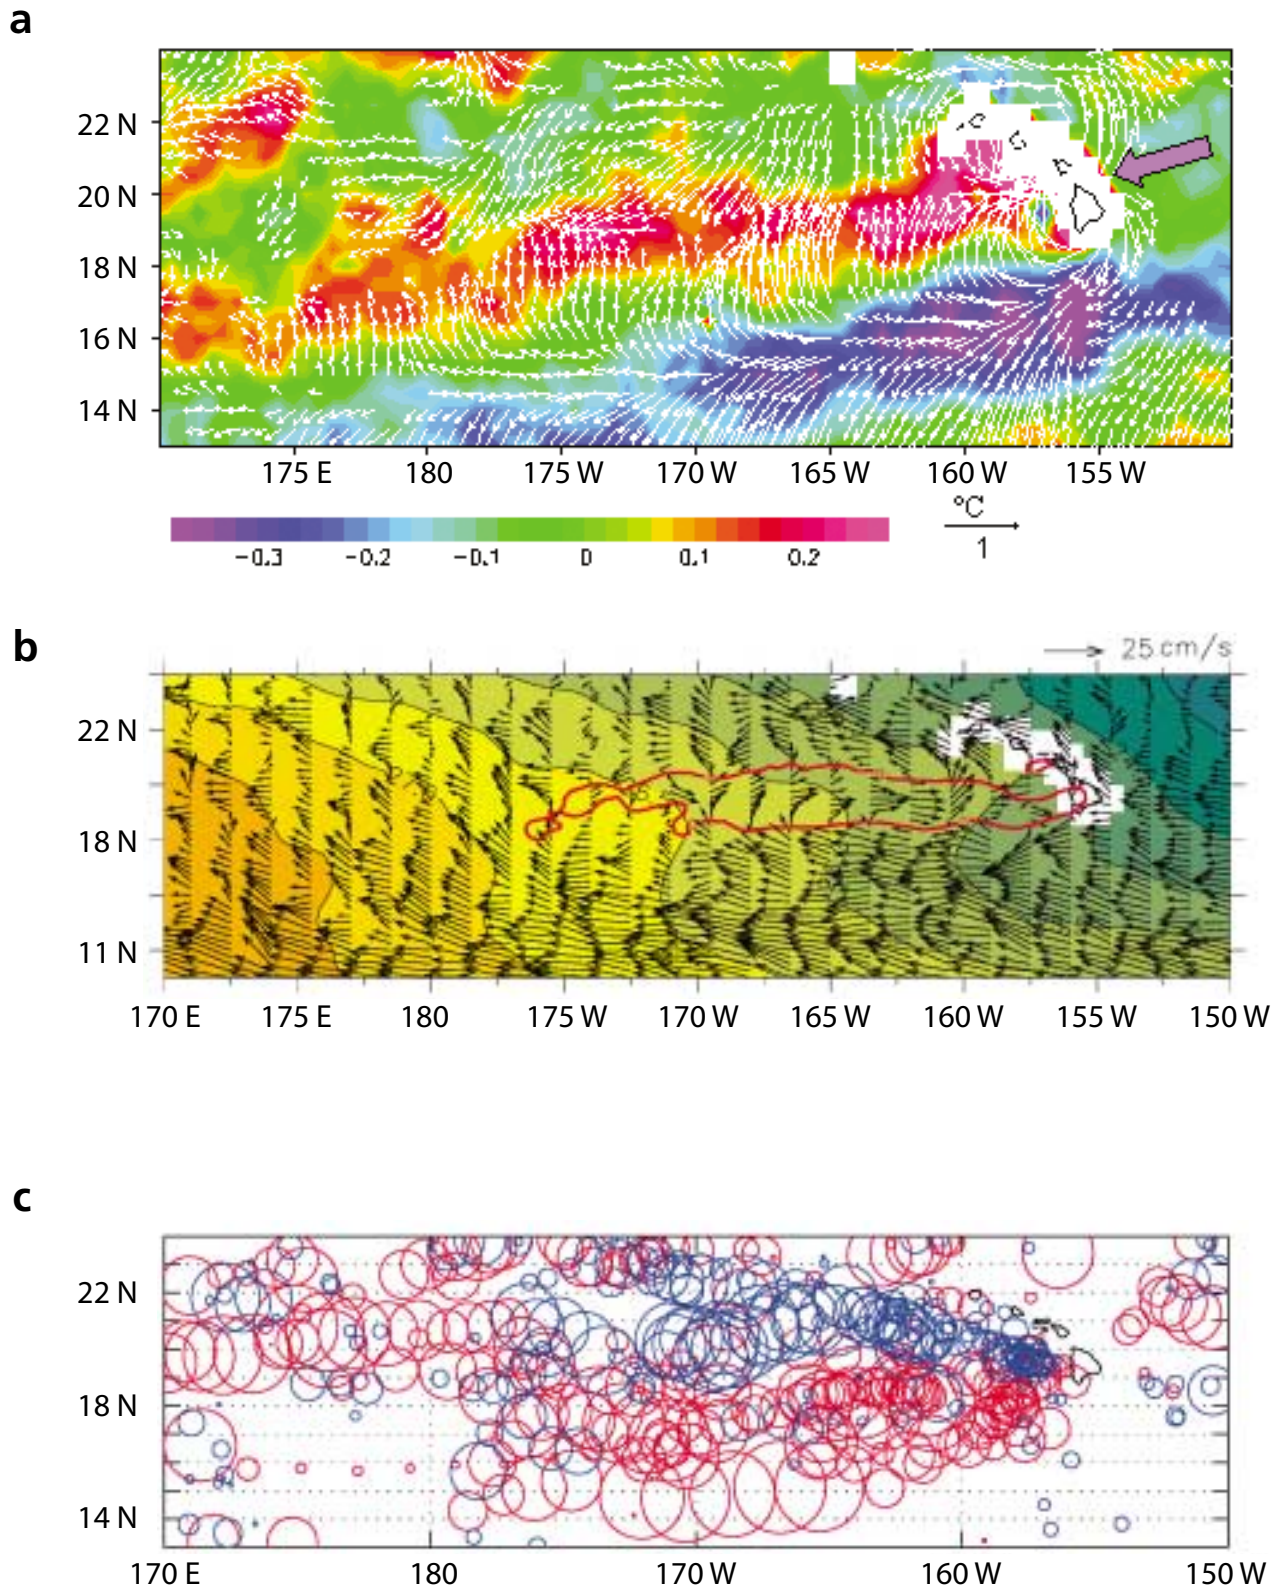 a
22 N
20 N
18 N
16 N
14 N
175 E 180 175 W 170 W 165 W 160 W 155 W
°C
-0.3 -0.2 -0.1 0 0.1 0.2
1
b
25 cm/s
22 N
18 N
11 N
170 E 175 E 180 175 W 170 W 165 W 160 W 155 W 150 W
c
22 N
18 N
14 N
170 E 180 170 W 160 W 150 W